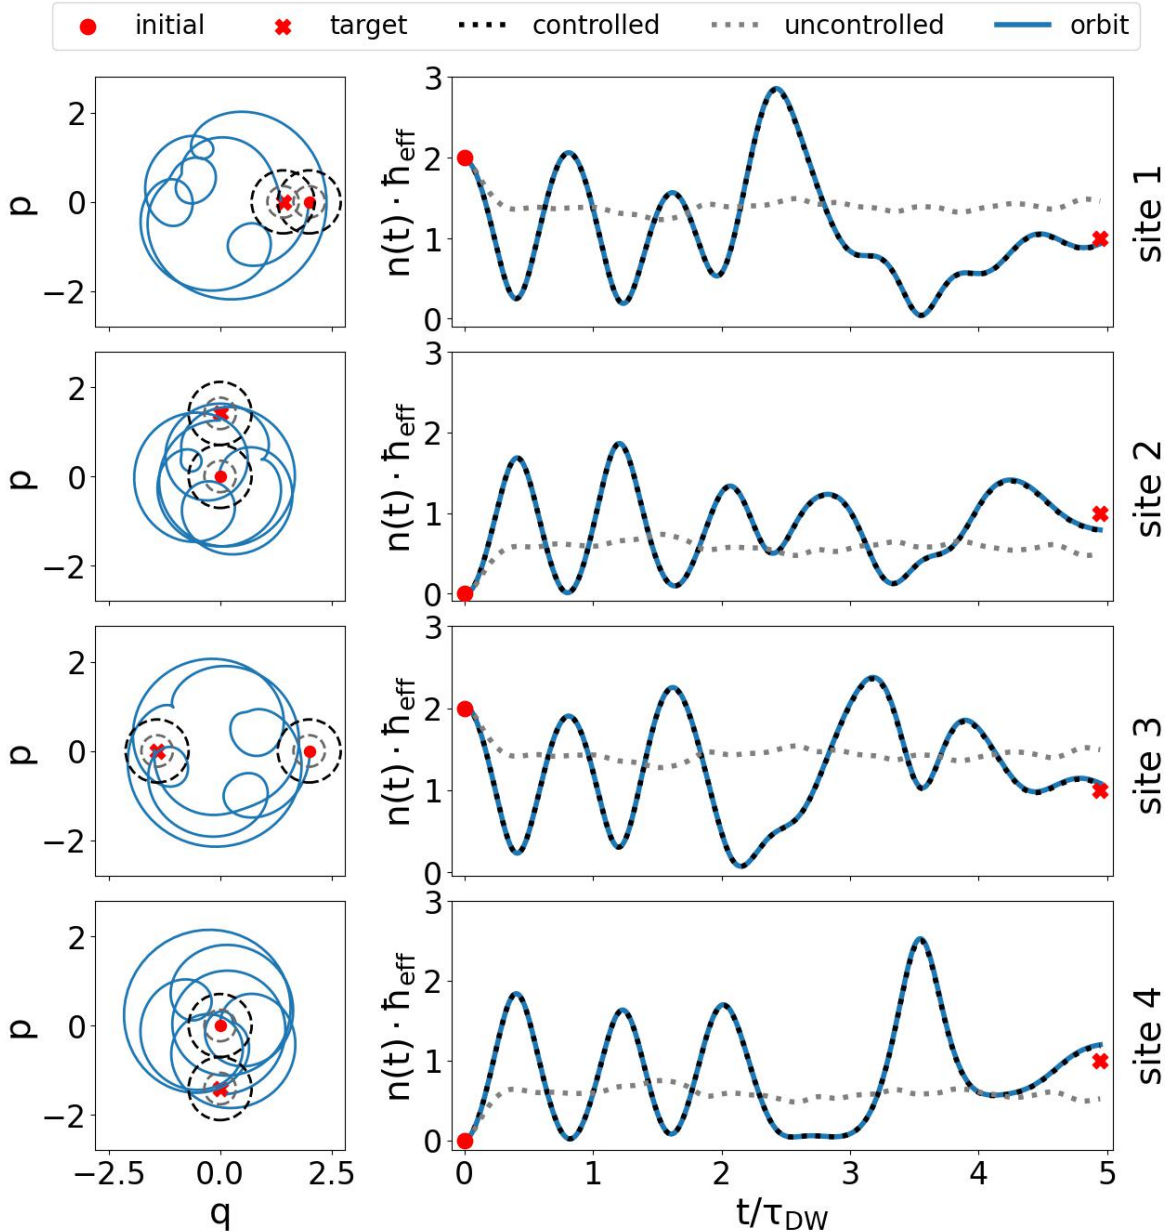 initial target controlled uncontrolled orbit
2
0
−2
p
3
2
1
0
n(t) · ħeff
site 1
2
0
−2
p
3
2
1
0
n(t) · ħeff
site 2
2
0
−2
p
3
2
1
0
n(t) · ħeff
site 3
2
0
−2
p
3
2
1
0
n(t) · ħeff
site 4
−2.5 0.0 2.5
q
0 1 2 3 4 5
t/τDW